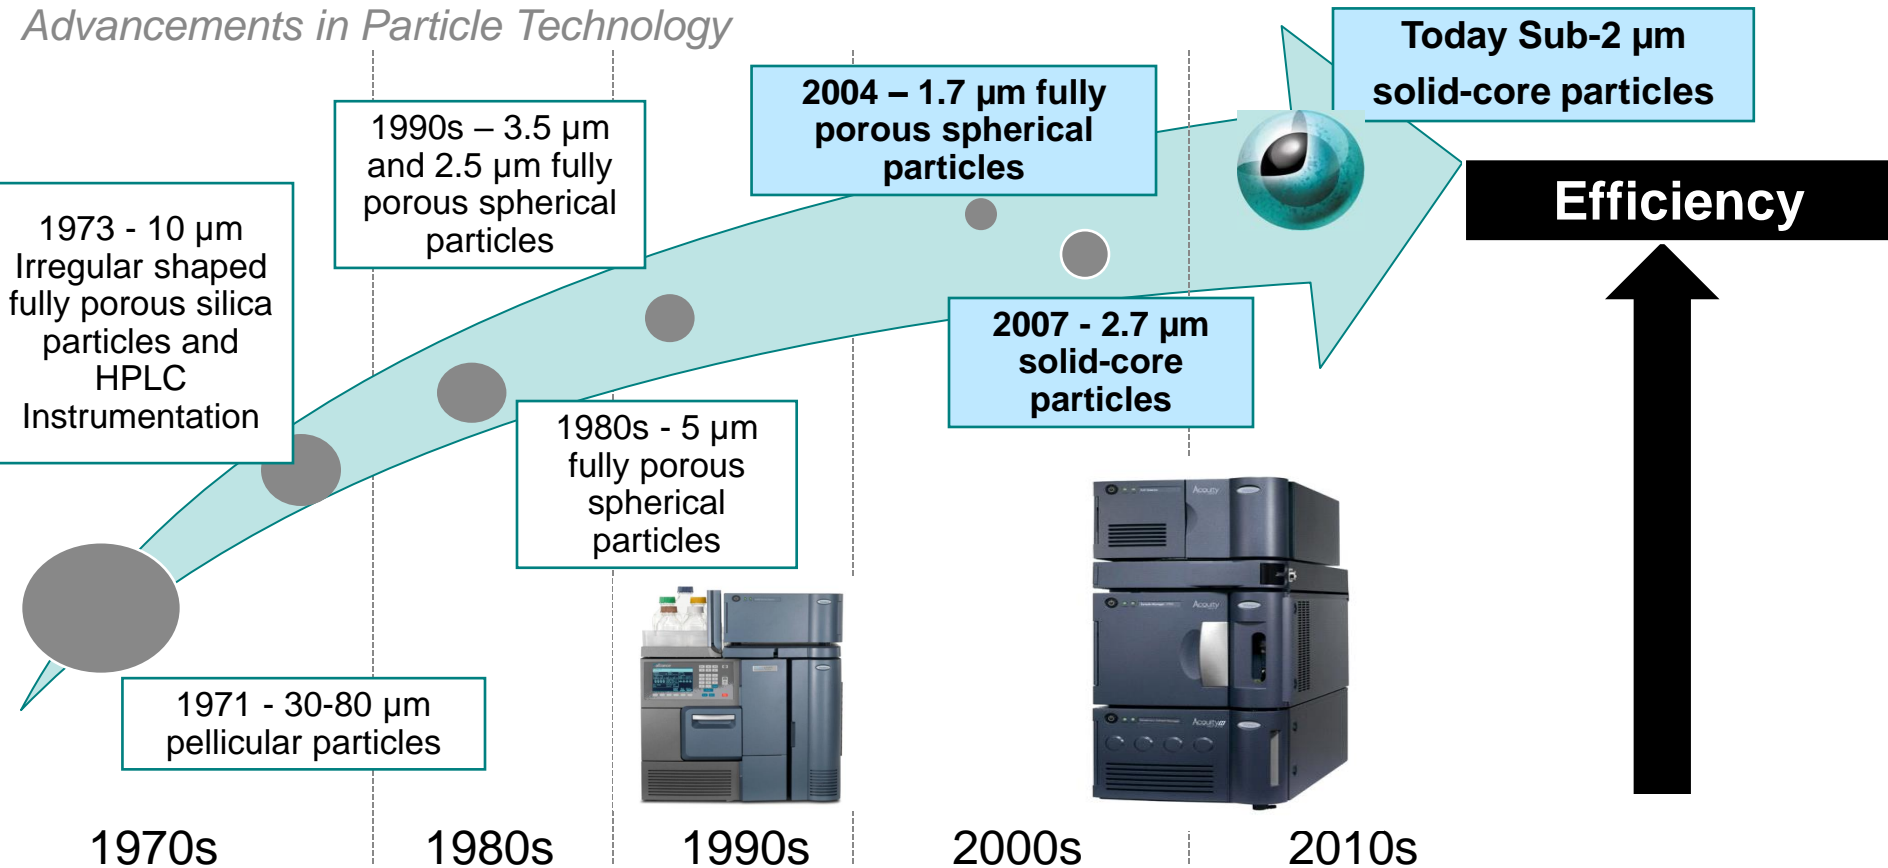 Advancements in Particle Technology
Today Sub-2 µm
solid-core particles
2004 – 1.7 µm fully
porous spherical
particles
1990s – 3.5 µm
and 2.5 µm fully
porous spherical
particles
Efficiency
1973 - 10 µm
Irregular shaped
fully porous silica
particles and
HPLC
Instrumentation
2007 - 2.7 µm
solid-core
particles
1980s - 5 µm
fully porous
spherical
particles
1971 - 30-80 µm
pellicular particles
Acquity
Acquity
Acquity
1970s
1980s
1990s
2000s
2010s